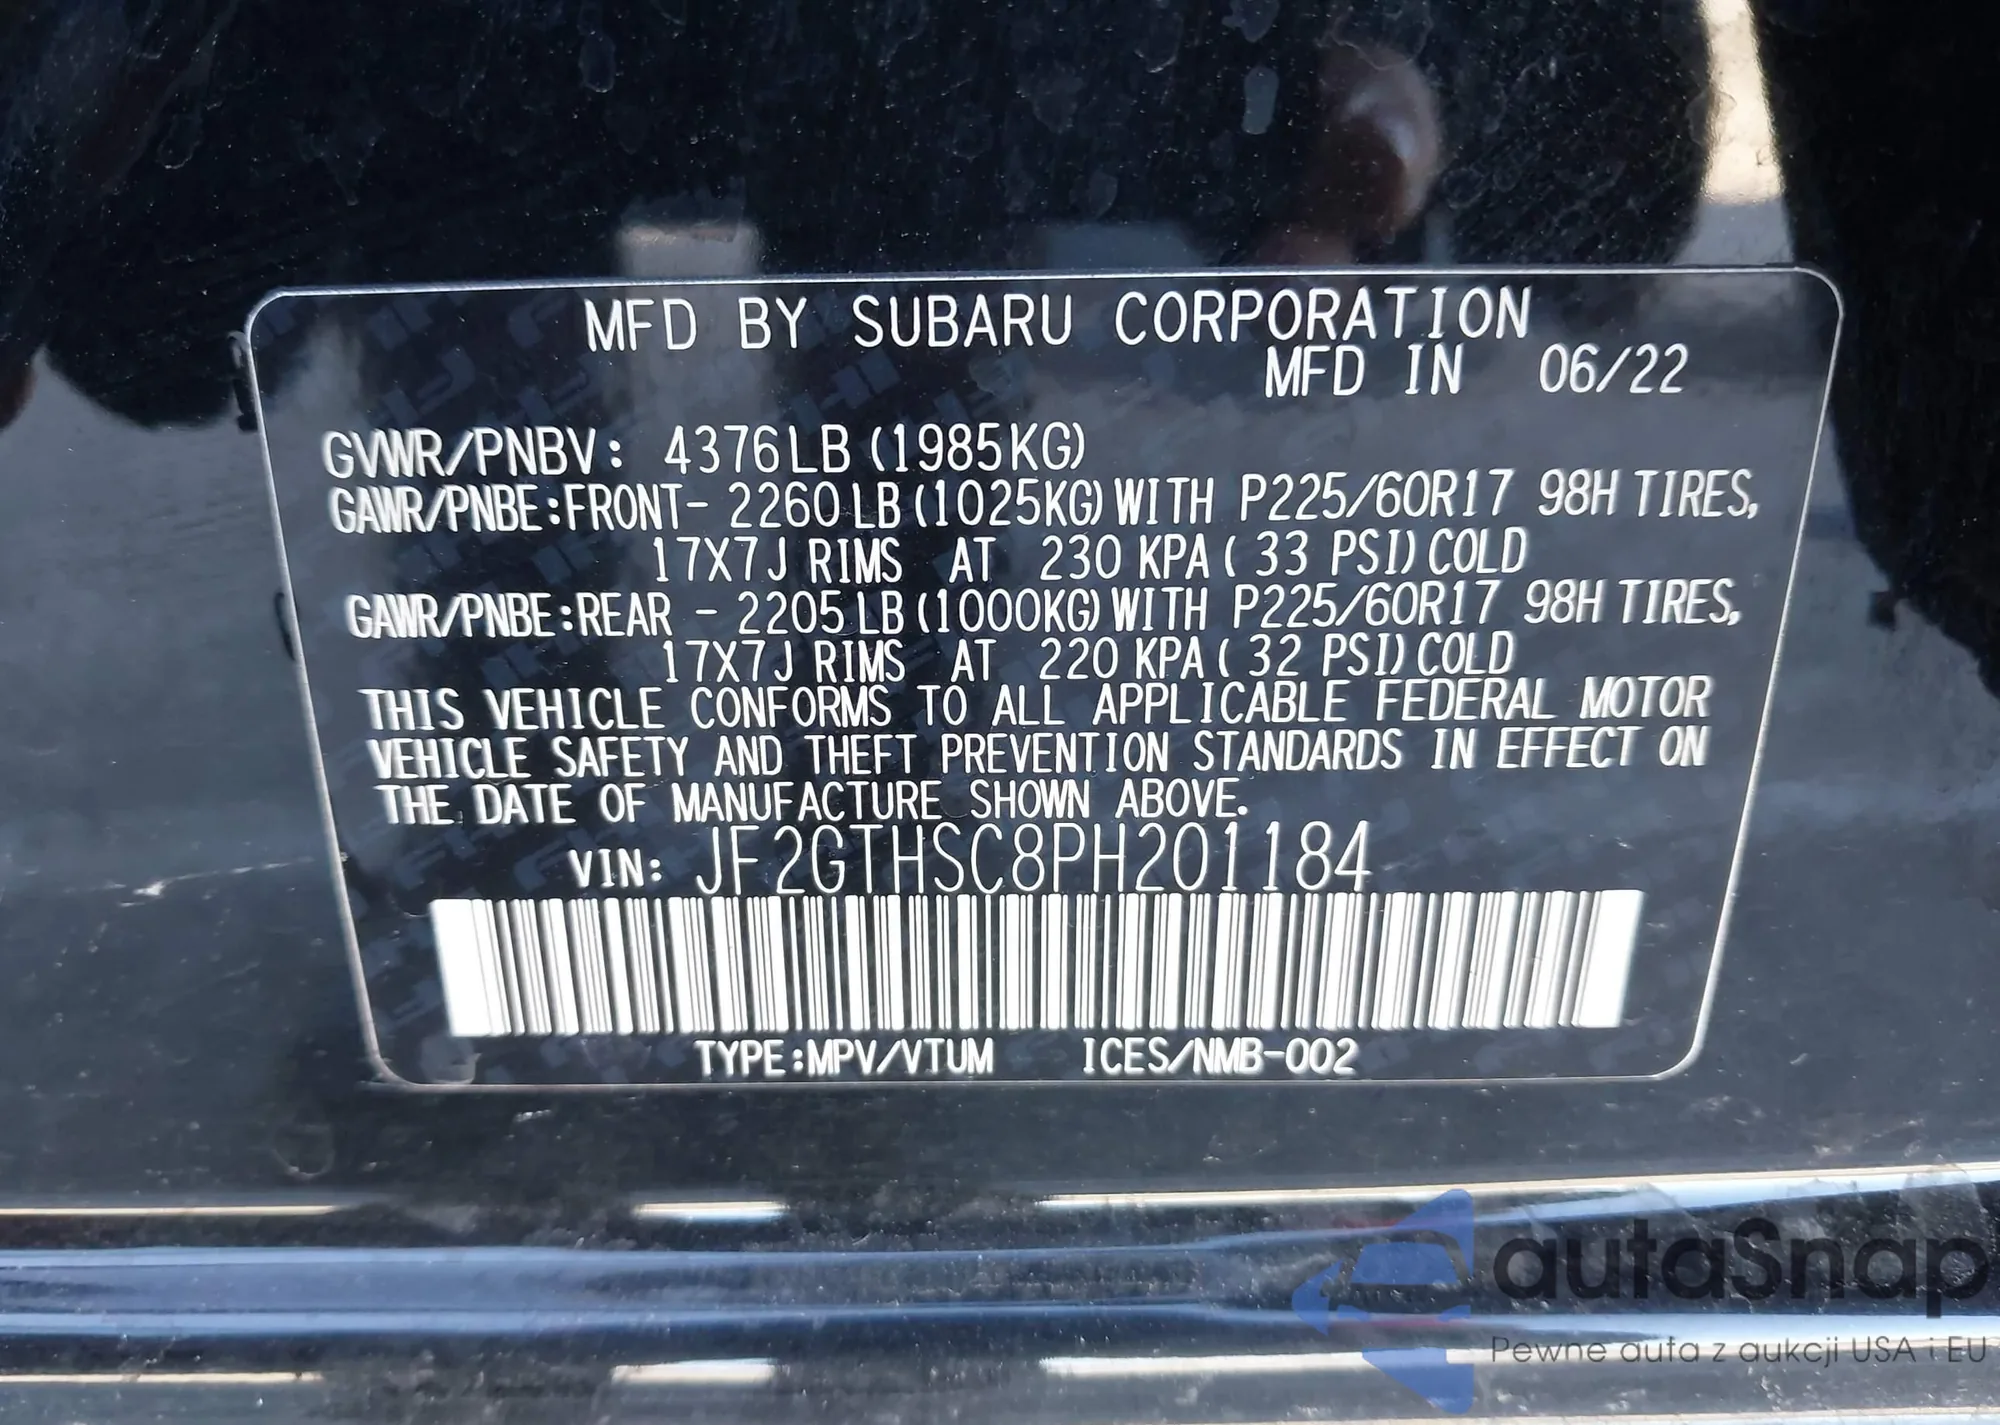 MFD BY SUBARU CORPORATION
MFD IN 06/22
GVWR/PNBV: 4376LB (1985KG)
GAWR/PNBE:FRONT- 2260LB (1025KG) WITH P225/60R17 98H TIRES,
17X7J RIMS AT 230 KPA ( 33 PSI) COLD
GAWR/PNBE:REAR - 2205LB (1000KG) WITH P225/60R17 98H TIRES,
17X7J RIMS AT 220 KPA ( 32 PSI) COLD
THIS VEHICLE CONFORMS TO ALL APPLICABLE FEDERAL MOTOR
VEHICLE SAFETY AND THEFT PREVENTION STANDARDS IN EFFECT ON
THE DATE OF MANUFACTURE SHOWN ABOVE.
VIN: JF2GTHSC8PH201184
TYPE:MPV/VTUM ICES/NMB-002
autaSnap
Pewne auta z aukcji USA i EU